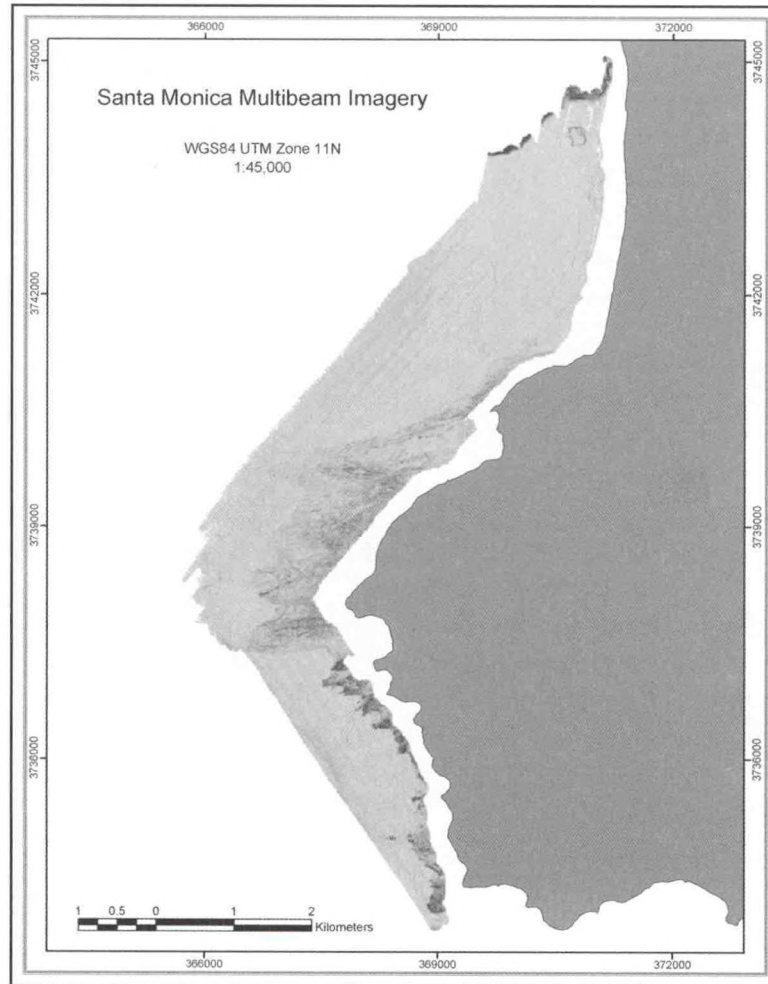 366000 369000 372000
3745000 3745000
Santa Monica Multibeam Imagery
WGS84 UTM Zone 11N
1:45,000
3742000 3742000
3739000 3739000
3736000 3736000
1 0.5 0 1 2
Kilometers
366000 369000 372000